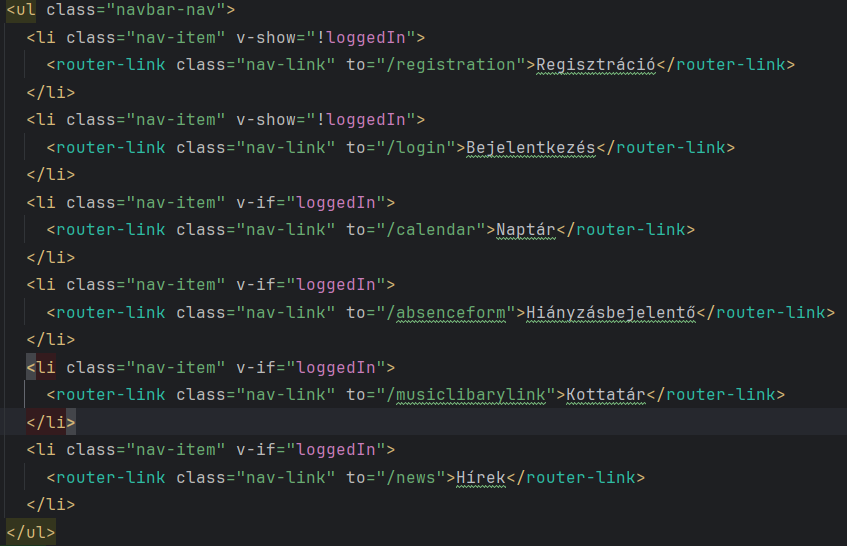 <ul class="navbar-nav">
<li class="nav-item" v-show="!loggedIn">
<router-link class="nav-link" to="/registration">Regisztráció</router-link>
</li>
<li class="nav-item" v-show="!loggedIn">
<router-link class="nav-link" to="/login">Bejelentkezés</router-link>
</li>
<li class="nav-item" v-if="loggedIn">
<router-link class="nav-link" to="/calendar">Naptár</router-link>
</li>
<li class="nav-item" v-if="loggedIn">
<router-link class="nav-link" to="/absenceform">Hiányzásbejelentő</router-link>
</li>
<li class="nav-item" v-if="loggedIn">
<router-link class="nav-link" to="/musiclibarylink">Kottatár</router-link>
</li>
<li class="nav-item" v-if="loggedIn">
<router-link class="nav-link" to="/news">Hírek</router-link>
</li>
</ul>